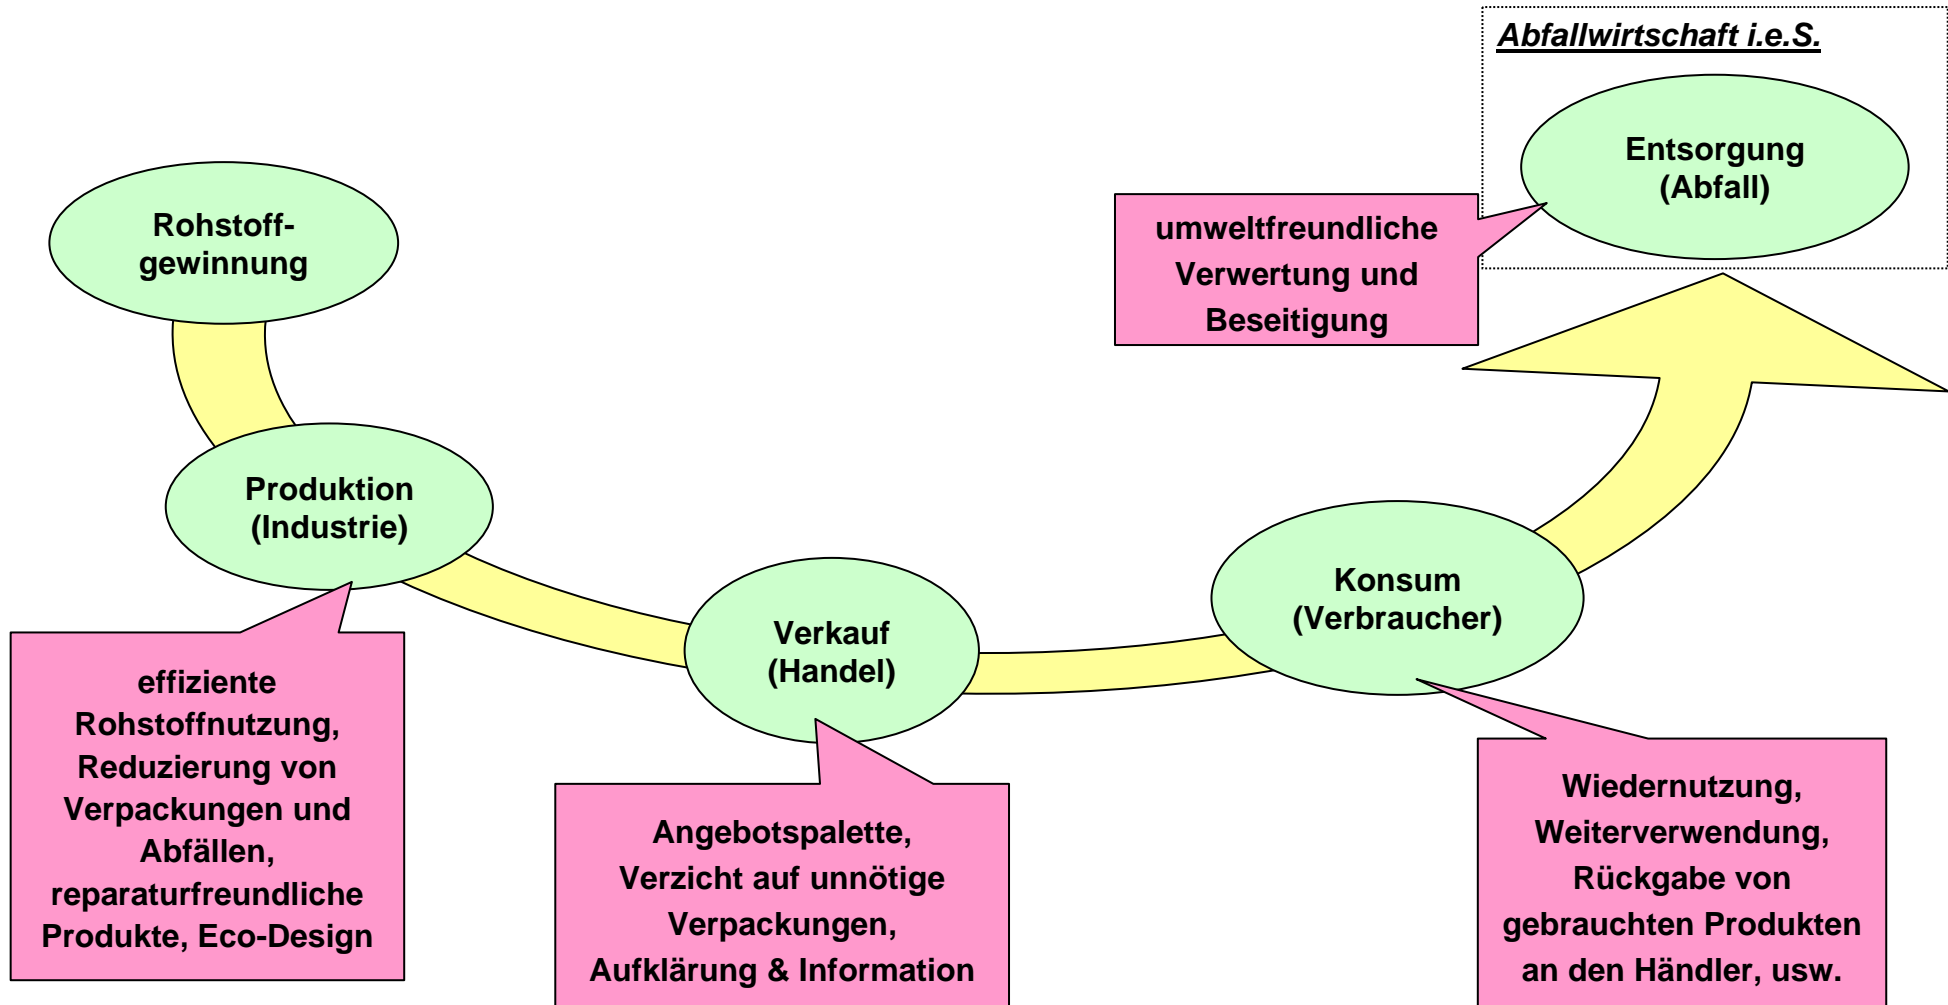 Abfallwirtschaft i.e.S.
Entsorgung
(Abfall)
Rohstoff-
gewinnung
umweltfreundliche
Verwertung und
Beseitigung
Produktion
(Industrie)
Verkauf
(Handel)
Konsum
(Verbraucher)
effiziente
Rohstoffnutzung,
Reduzierung von
Verpackungen und
Abfällen,
reparaturfreundliche
Produkte, Eco-Design
Angebotspalette,
Verzicht auf unnötige
Verpackungen,
Aufklärung & Information
Wiedernutzung,
Weiterverwendung,
Rückgabe von
gebrauchten Produkten
an den Händler, usw.